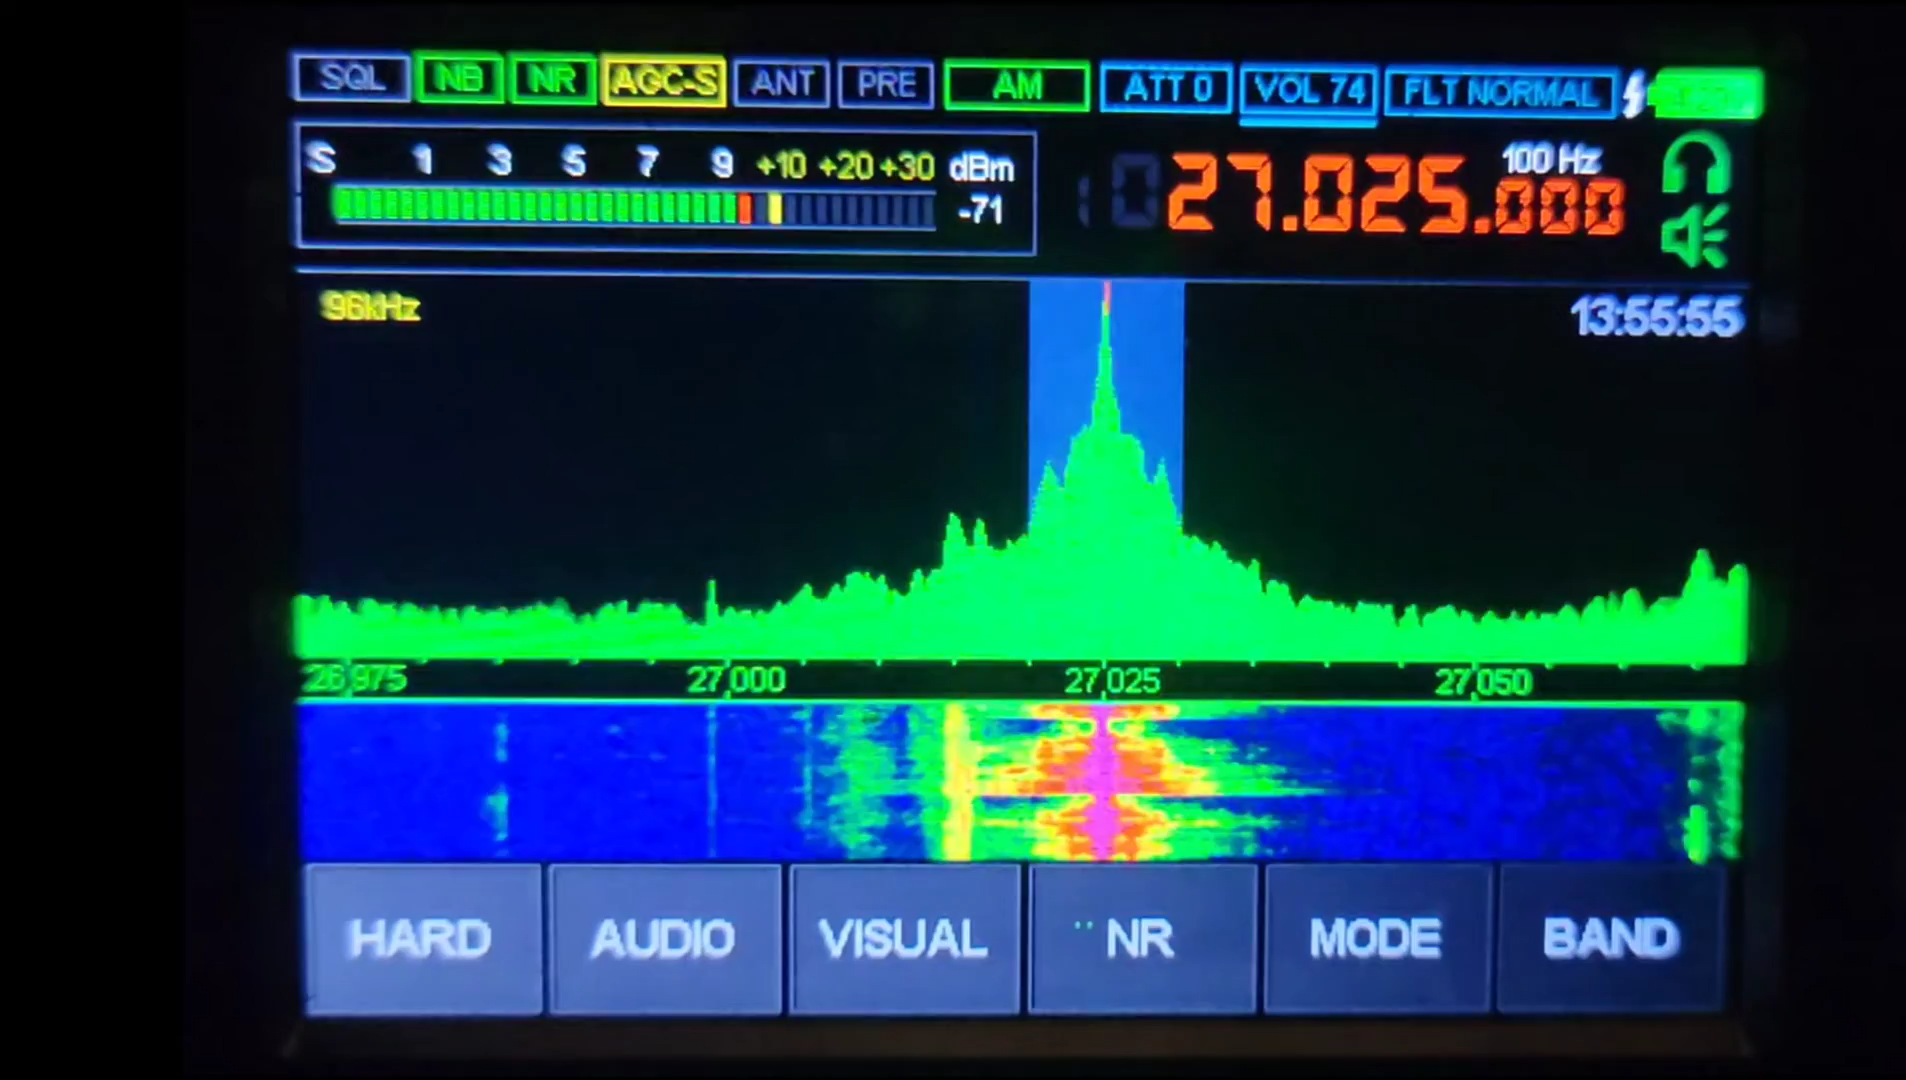 SQL NB NR AGC-S ANT PRE AM ATT 0 VOL 74 FLT NORMAL
S 1 3 5 7 9 +10 +20 +30 dBm
-71
100 Hz
27.025.000
96kHz 13:55:55
26,975 27,000 27,025 27,050
HARD AUDIO VISUAL NR MODE BAND